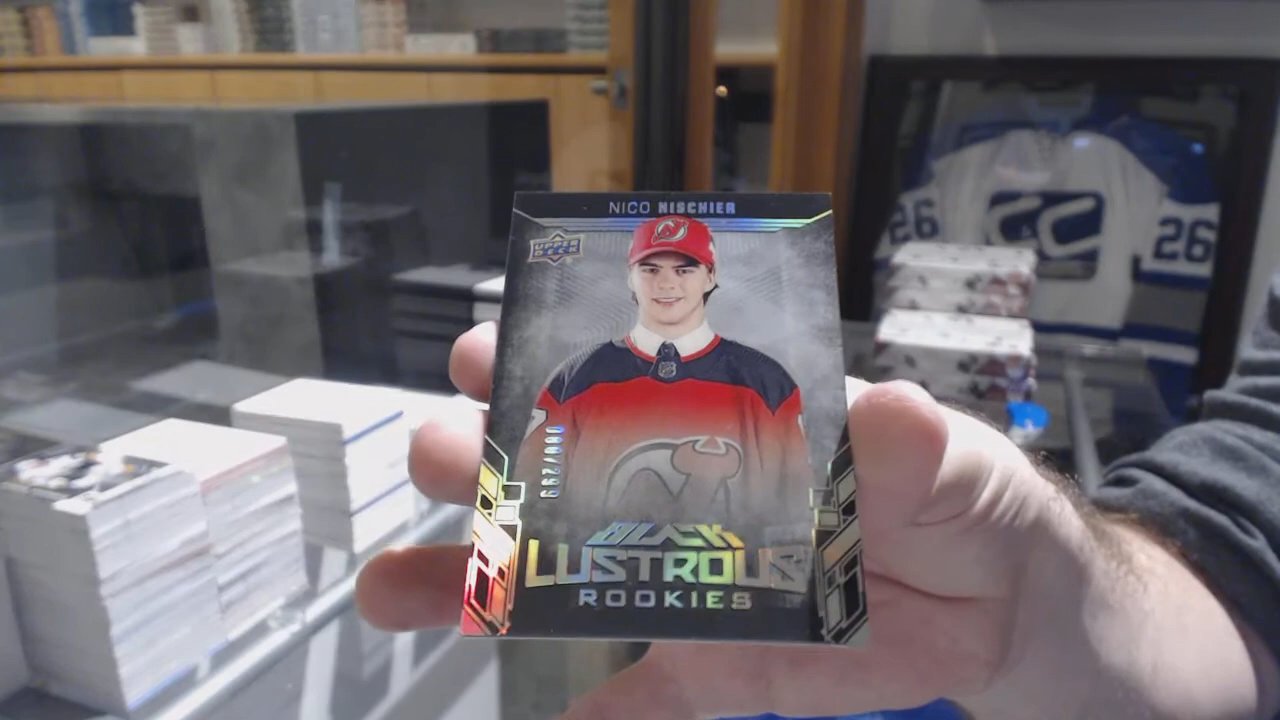 NICO HISCHIER
UPPER DECK
BLACK
LUSTROUS
ROOKIES
26
26